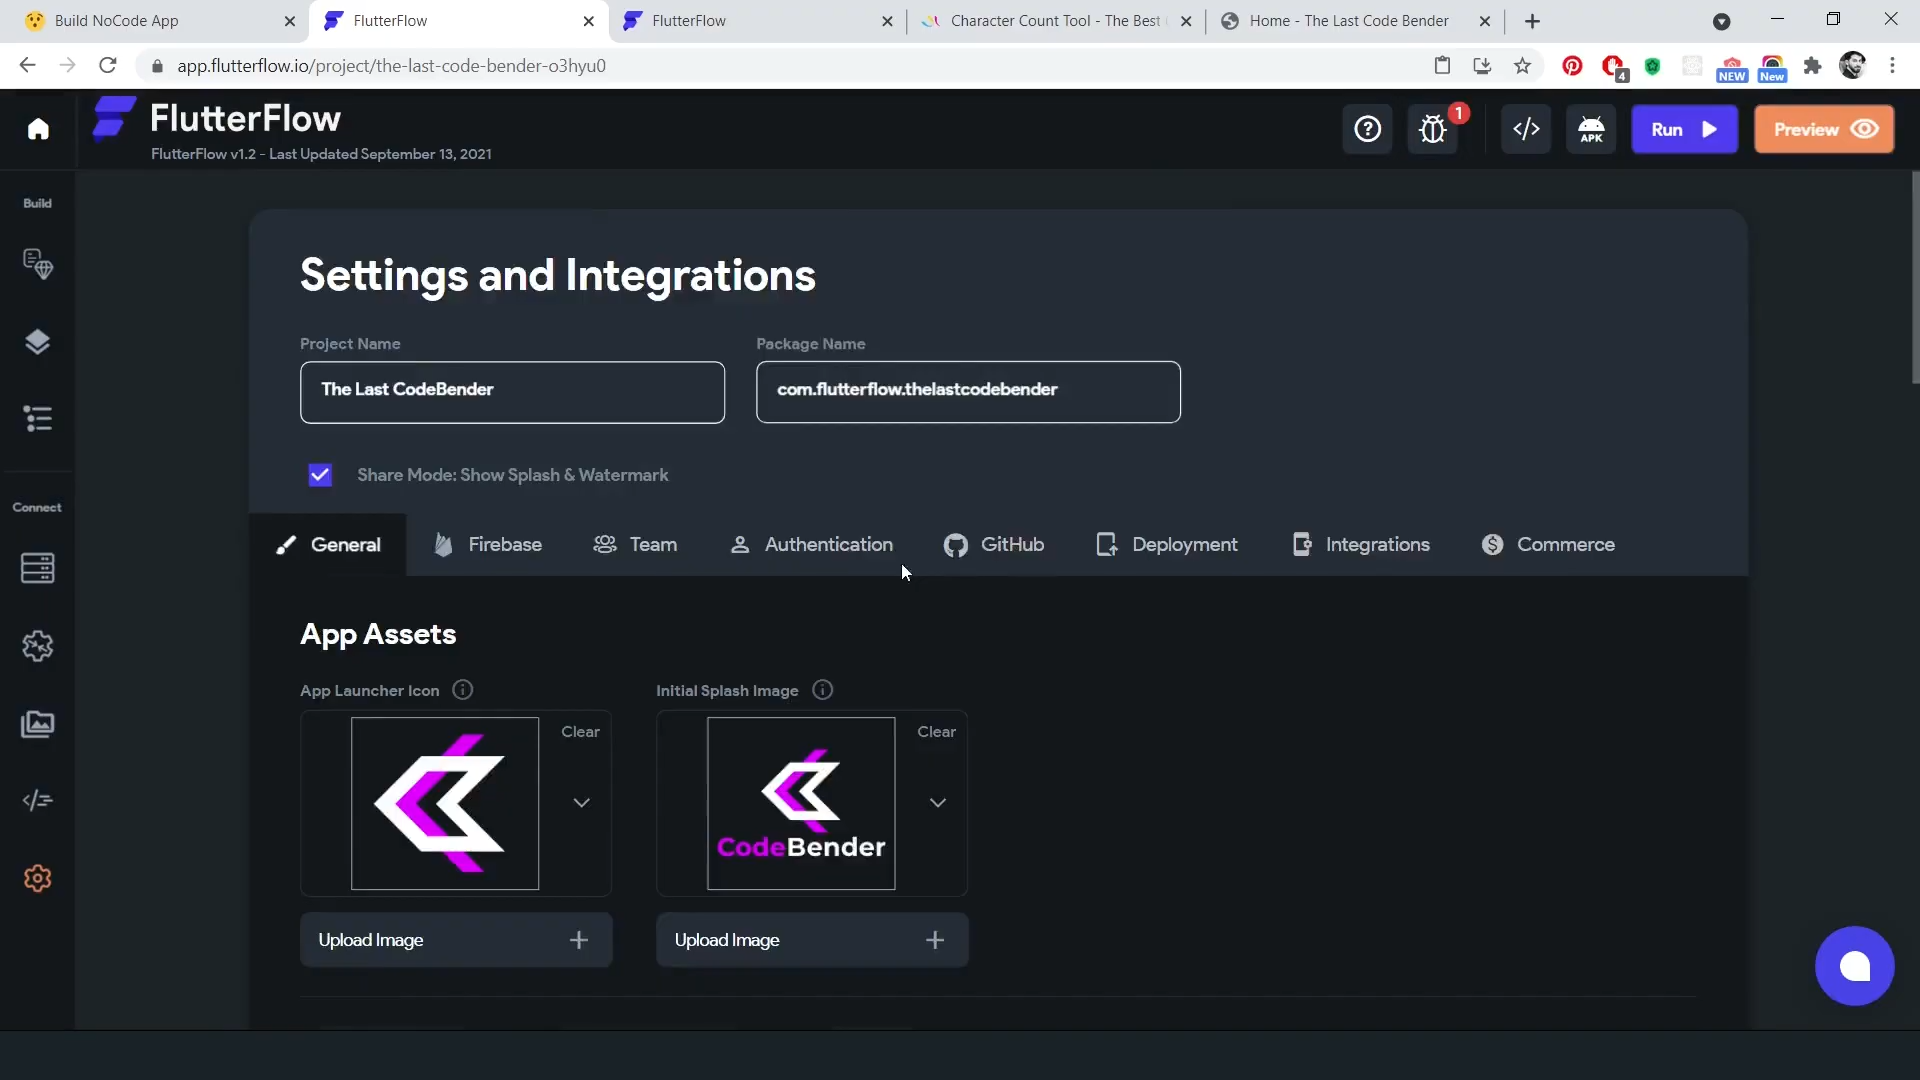 Build NoCode App
FlutterFlow
FlutterFlow
Character Count Tool - The Best
Home - The Last Code Bender
app.flutterflow.io/project/the-last-code-bender-o3hyu0
4
NEW
New
FlutterFlow
FlutterFlow v1.2 - Last Updated September 13, 2021
1
APK
Run
Preview
Build
Connect
Settings and Integrations
Project Name
Package Name
The Last CodeBender
com.flutterflow.thelastcodebender
Share Mode: Show Splash & Watermark
General
Firebase
Team
Authentication
GitHub
Deployment
Integrations
Commerce
App Assets
App Launcher Icon
Initial Splash Image
Clear
Clear
CodeBender
Upload Image
Upload Image